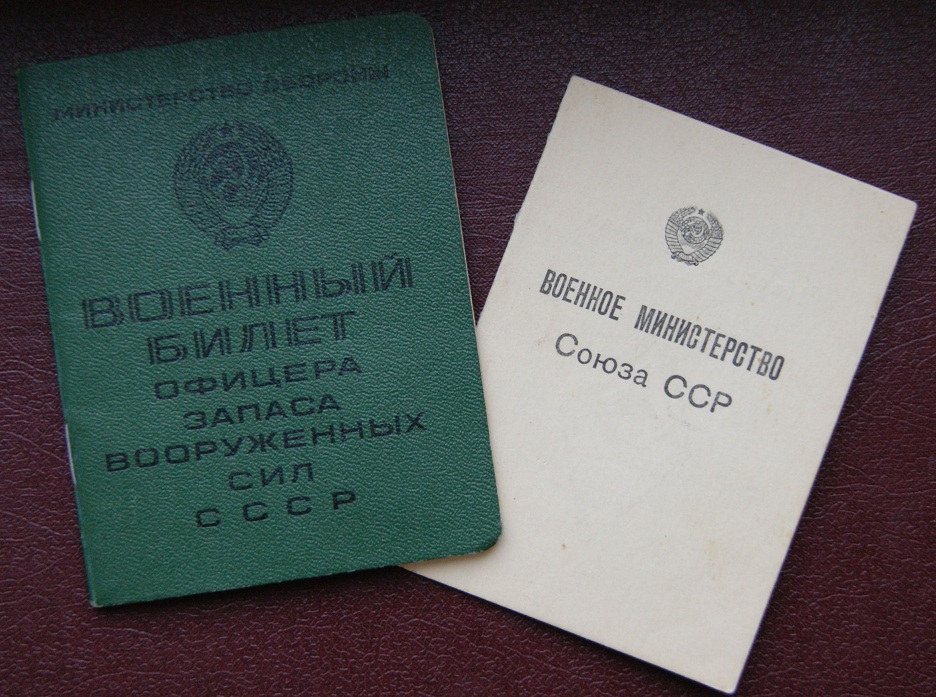 МИНИСТЕРСТВО ОБОРОНЫ
ВОЕННЫЙ
БИЛЕТ
ОФИЦЕРА
ЗАПАСА
ВООРУЖЕННЫХ
СИЛ
СССР
ВОЕННОЕ МИНИСТЕРСТВО
Союза ССР